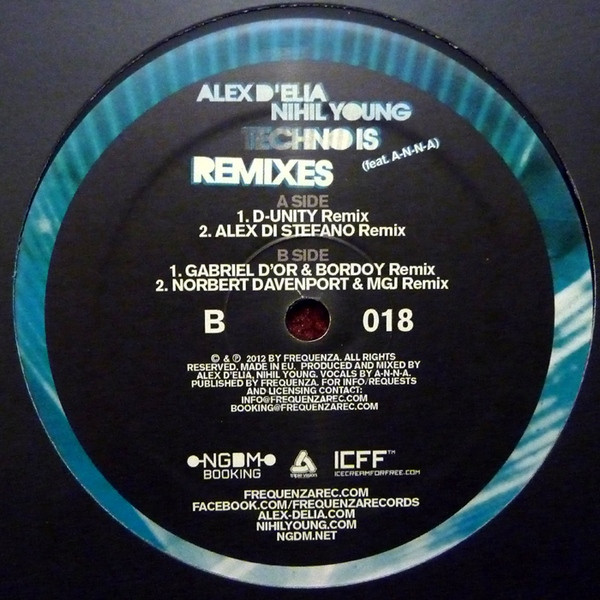 ALEX D'ELIA
NIHIL YOUNG
TECHNO IS
(feat. A-N-N-A)
REMIXES
A SIDE
1. D-UNITY Remix
2. ALEX DI STEFANO Remix
B SIDE
1. GABRIEL D'OR & BORDOY Remix
2. NORBERT DAVENPORT & MGJ Remix
B 018
© & ℗ 2012 BY FREQUENZA. ALL RIGHTS
RESERVED. MADE IN EU. PRODUCED AND MIXED BY
ALEX D'ELIA, NIHIL YOUNG. VOCALS BY A-N-N-A.
PUBLISHED BY FREQUENZA. FOR INFO/REQUESTS
AND LICENSING CONTACT:
INFO@FREQUENZAREC.COM
BOOKING@FREQUENZAREC.COM
NGDM
BOOKING
ICFF™
ICECREAMFORFREE.COM
FREQUENZAREC.COM
FACEBOOK.COM/FREQUENZARECORDS
ALEX-DELIA.COM
NIHILYOUNG.COM
NGDM.NET